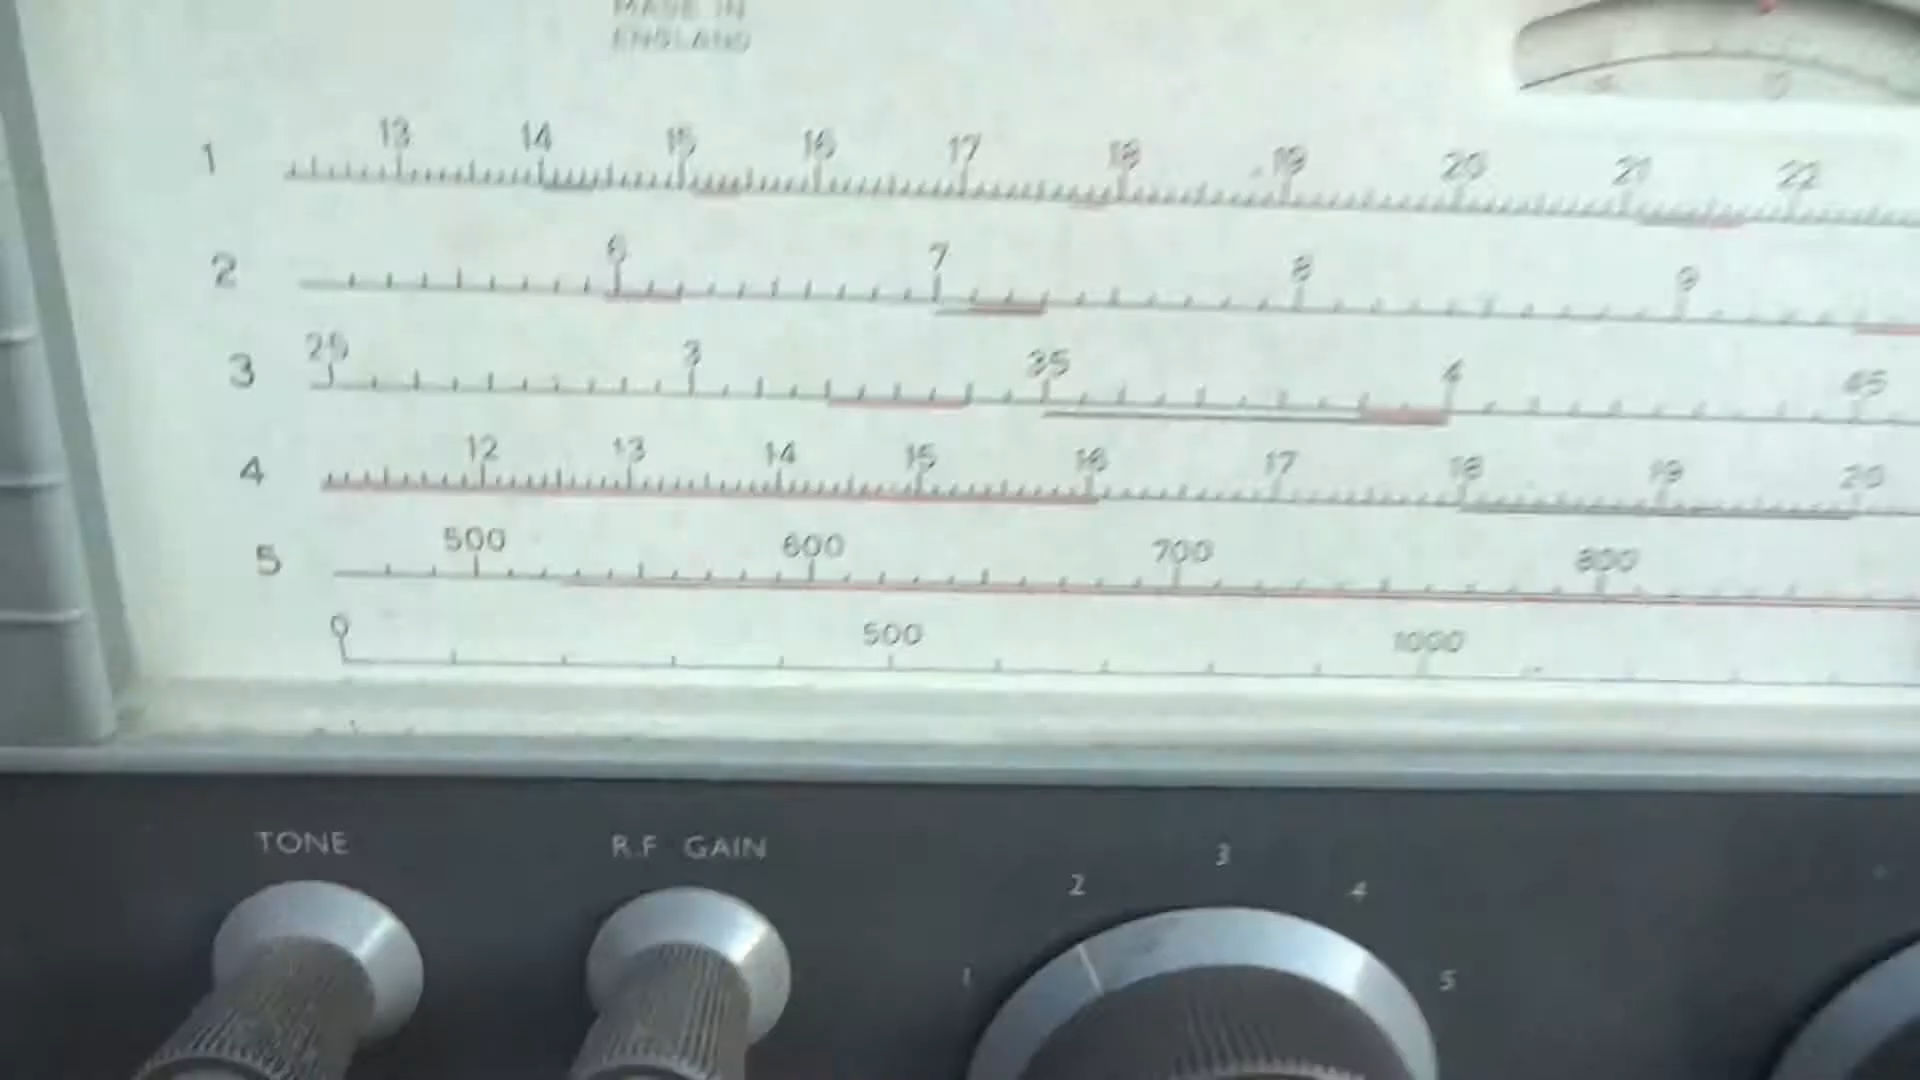 MADE IN
ENGLAND
1 13 14 15 16 17 18 19 20 21 22
2 6 7 8 9
3 25 3 35 4 45
4 12 13 14 15 16 17 18 19 20
5 500 600 700 800
0 500 1000
TONE R.F GAIN
1 2 3 4 5